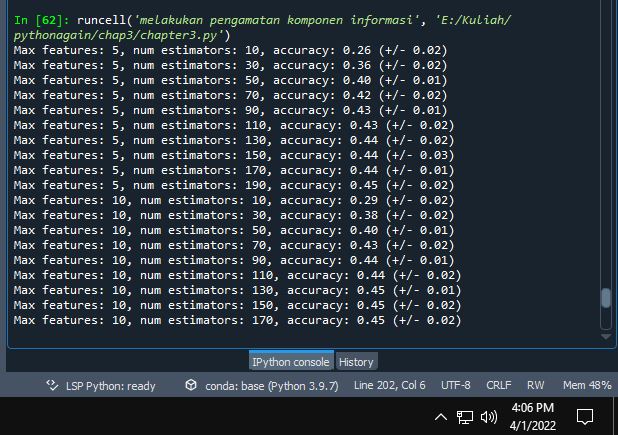 In [62]: runcell('melakukan pengamatan komponen informasi', 'E:/Kuliah/
pythonagain/chap3/chapter3.py')
Max features: 5, num estimators: 10, accuracy: 0.26 (+/- 0.02)
Max features: 5, num estimators: 30, accuracy: 0.36 (+/- 0.02)
Max features: 5, num estimators: 50, accuracy: 0.40 (+/- 0.01)
Max features: 5, num estimators: 70, accuracy: 0.42 (+/- 0.02)
Max features: 5, num estimators: 90, accuracy: 0.43 (+/- 0.01)
Max features: 5, num estimators: 110, accuracy: 0.43 (+/- 0.02)
Max features: 5, num estimators: 130, accuracy: 0.44 (+/- 0.02)
Max features: 5, num estimators: 150, accuracy: 0.44 (+/- 0.03)
Max features: 5, num estimators: 170, accuracy: 0.44 (+/- 0.01)
Max features: 5, num estimators: 190, accuracy: 0.45 (+/- 0.02)
Max features: 10, num estimators: 10, accuracy: 0.29 (+/- 0.02)
Max features: 10, num estimators: 30, accuracy: 0.38 (+/- 0.02)
Max features: 10, num estimators: 50, accuracy: 0.40 (+/- 0.01)
Max features: 10, num estimators: 70, accuracy: 0.43 (+/- 0.02)
Max features: 10, num estimators: 90, accuracy: 0.44 (+/- 0.01)
Max features: 10, num estimators: 110, accuracy: 0.44 (+/- 0.02)
Max features: 10, num estimators: 130, accuracy: 0.45 (+/- 0.01)
Max features: 10, num estimators: 150, accuracy: 0.45 (+/- 0.02)
Max features: 10, num estimators: 170, accuracy: 0.45 (+/- 0.02)
IPython console History
LSP Python: ready conda: base (Python 3.9.7) Line 202, Col 6 UTF-8 CRLF RW Mem 48%
4:06 PM
4/1/2022